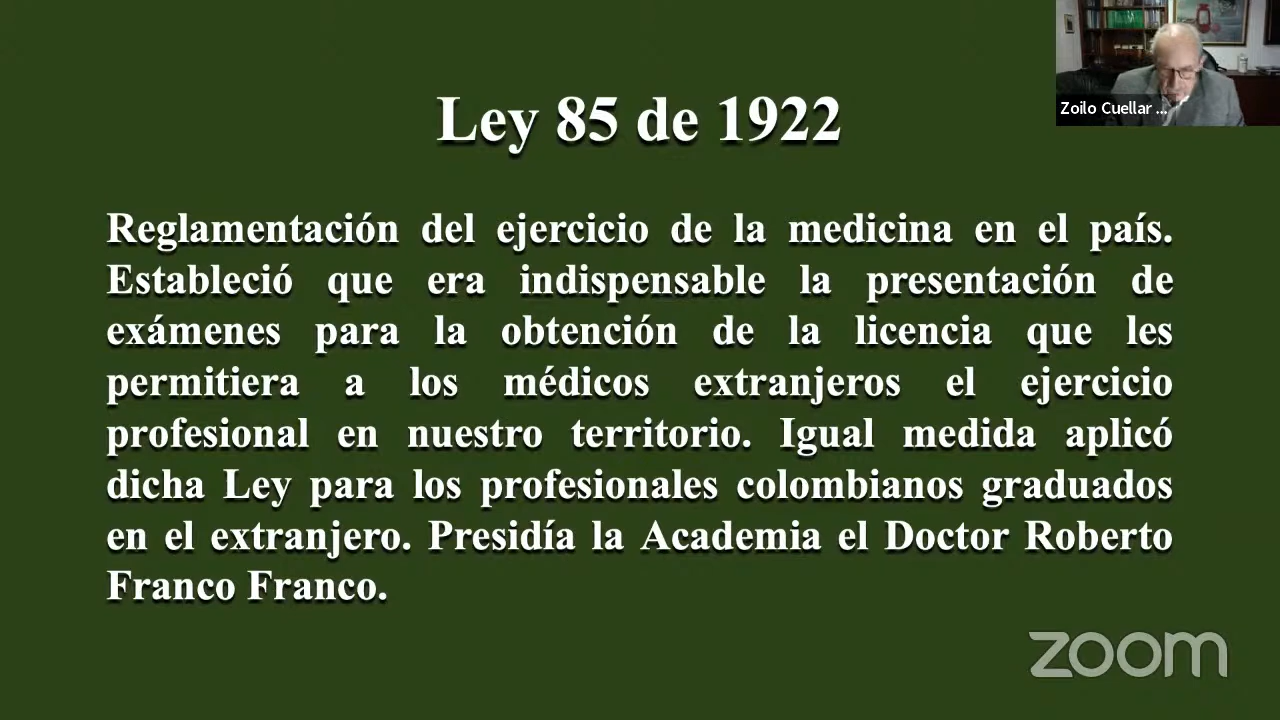 Zoilo Cuellar ...
Ley 85 de 1922
Reglamentación del ejercicio de la medicina en el país.
Estableció que era indispensable la presentación de
exámenes para la obtención de la licencia que les
permitiera a los médicos extranjeros el ejercicio
profesional en nuestro territorio. Igual medida aplicó
dicha Ley para los profesionales colombianos graduados
en el extranjero. Presidía la Academia el Doctor Roberto
Franco Franco.
zoom